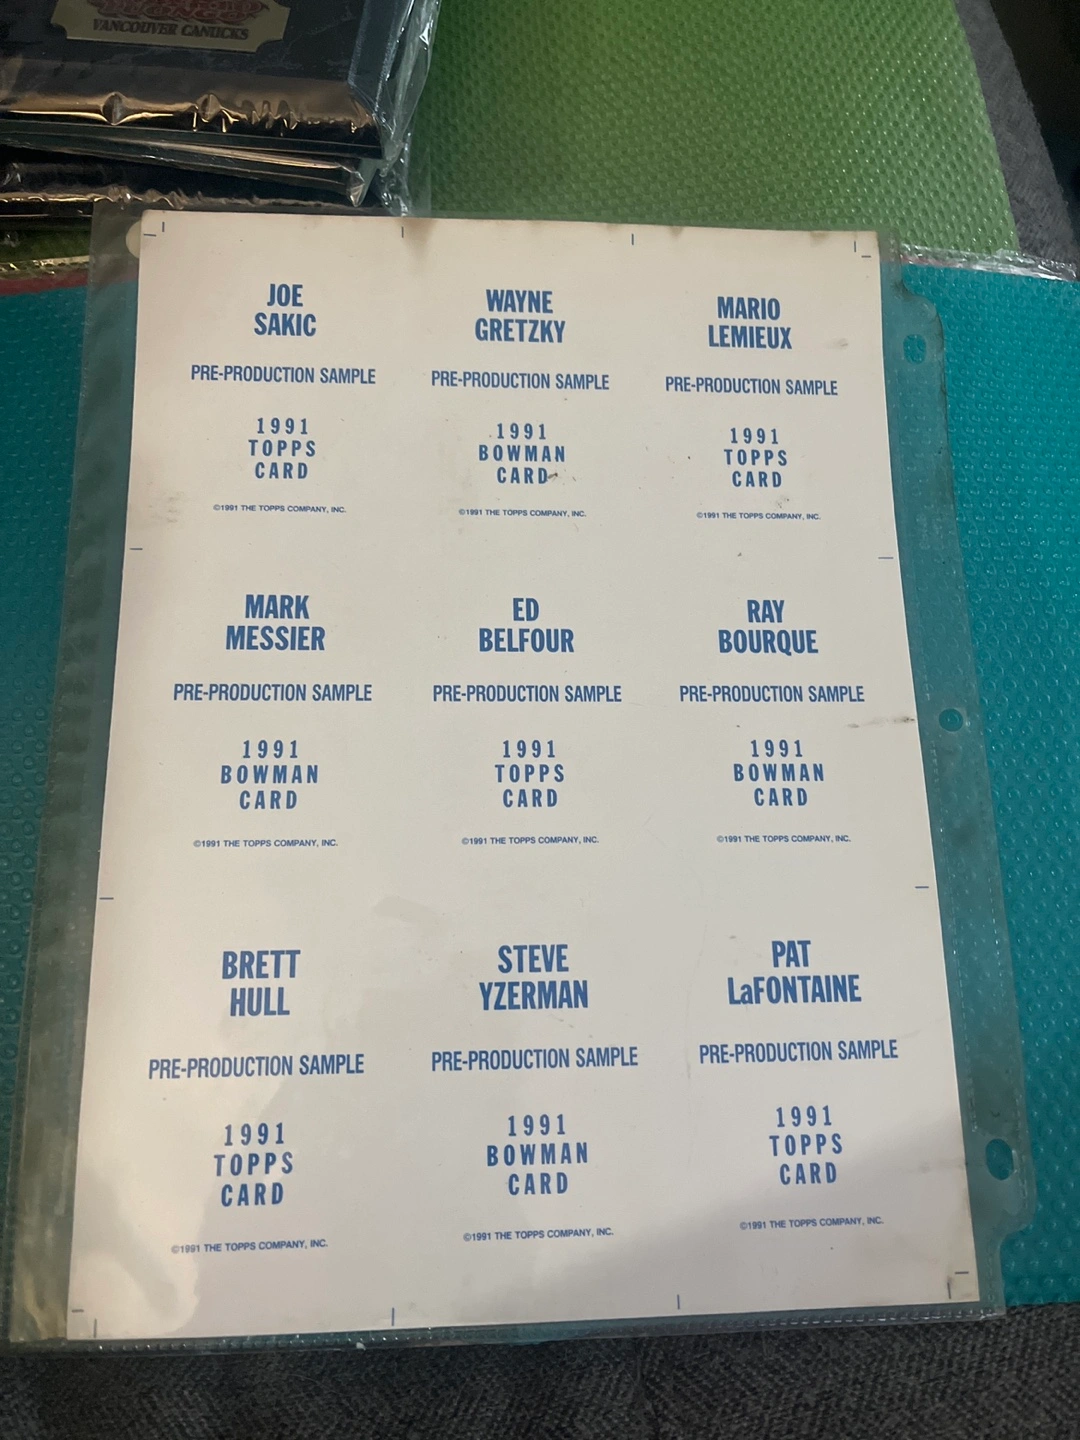 VANCOUVER CANUCKS
JOE
SAKIC
PRE-PRODUCTION SAMPLE
1991
TOPPS
CARD
©1991 THE TOPPS COMPANY, INC.
WAYNE
GRETZKY
PRE-PRODUCTION SAMPLE
1991
BOWMAN
CARD
©1991 THE TOPPS COMPANY, INC.
MARIO
LEMIEUX
PRE-PRODUCTION SAMPLE
1991
TOPPS
CARD
©1991 THE TOPPS COMPANY, INC.
MARK
MESSIER
PRE-PRODUCTION SAMPLE
1991
BOWMAN
CARD
©1991 THE TOPPS COMPANY, INC.
ED
BELFOUR
PRE-PRODUCTION SAMPLE
1991
TOPPS
CARD
©1991 THE TOPPS COMPANY, INC.
RAY
BOURQUE
PRE-PRODUCTION SAMPLE
1991
BOWMAN
CARD
©1991 THE TOPPS COMPANY, INC.
BRETT
HULL
PRE-PRODUCTION SAMPLE
1991
TOPPS
CARD
©1991 THE TOPPS COMPANY, INC.
STEVE
YZERMAN
PRE-PRODUCTION SAMPLE
1991
BOWMAN
CARD
©1991 THE TOPPS COMPANY, INC.
PAT
LaFONTAINE
PRE-PRODUCTION SAMPLE
1991
TOPPS
CARD
©1991 THE TOPPS COMPANY, INC.